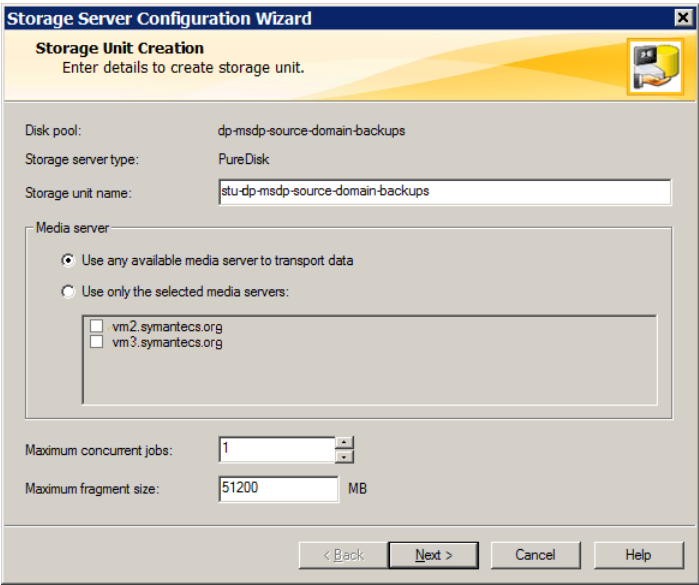 Storage Server Configuration Wizard
Storage Unit Creation
Enter details to create storage unit.
Disk pool: dp-msdp-source-domain-backups
Storage server type: PureDisk
Storage unit name: stu-dp-msdp-source-domain-backups
Media server
Use any available media server to transport data
Use only the selected media servers:
vm2.symantecs.org
vm3.symantecs.org
Maximum concurrent jobs: 1
Maximum fragment size: 51200 MB
< Back Next > Cancel Help